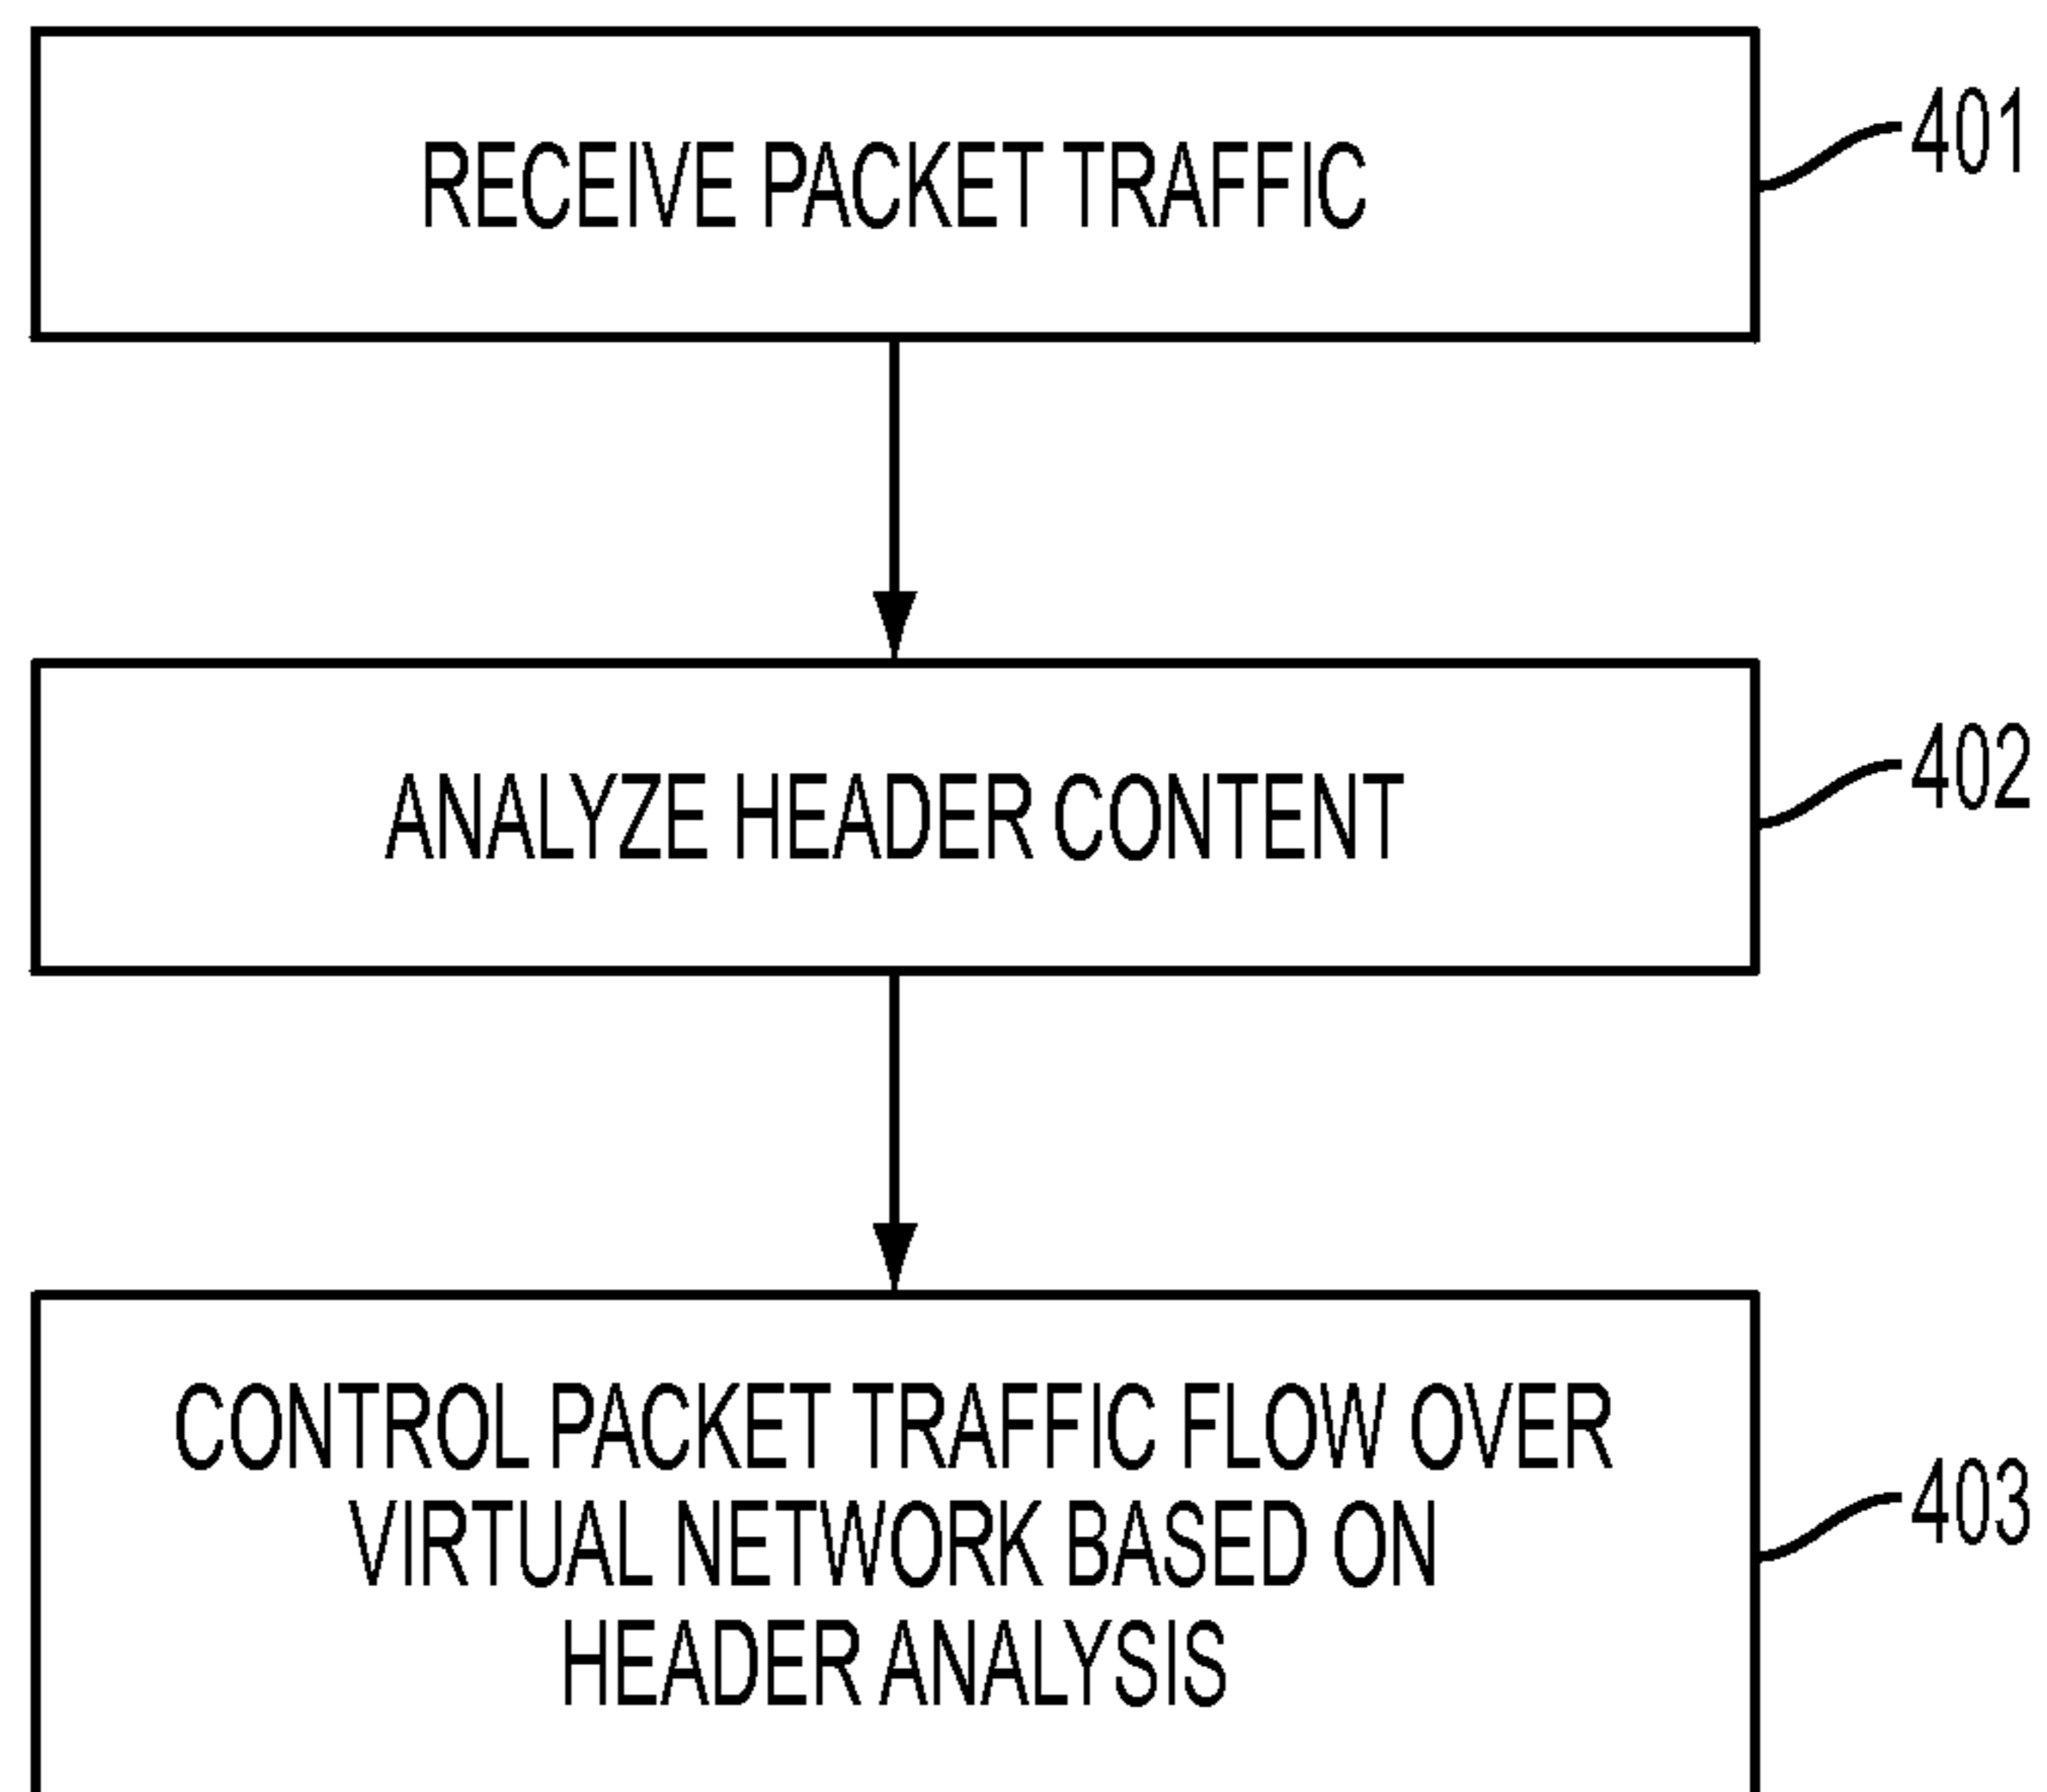 RECEIVE PACKET TRAFFIC
401
ANALYZE HEADER CONTENT
402
CONTROL PACKET TRAFFIC FLOW OVER
VIRTUAL NETWORK BASED ON
HEADER ANALYSIS
403